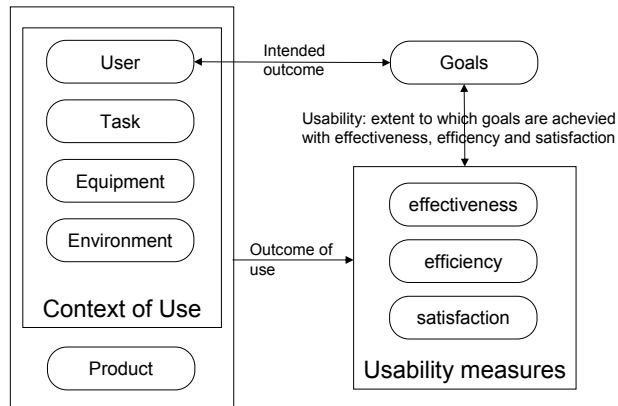 User
Task
Equipment
Environment
Context of Use
Product
Intended
outcome
Goals
Usability: extent to which goals are achevied
with effectiveness, efficency and satisfaction
Outcome of
use
effectiveness
efficiency
satisfaction
Usability measures